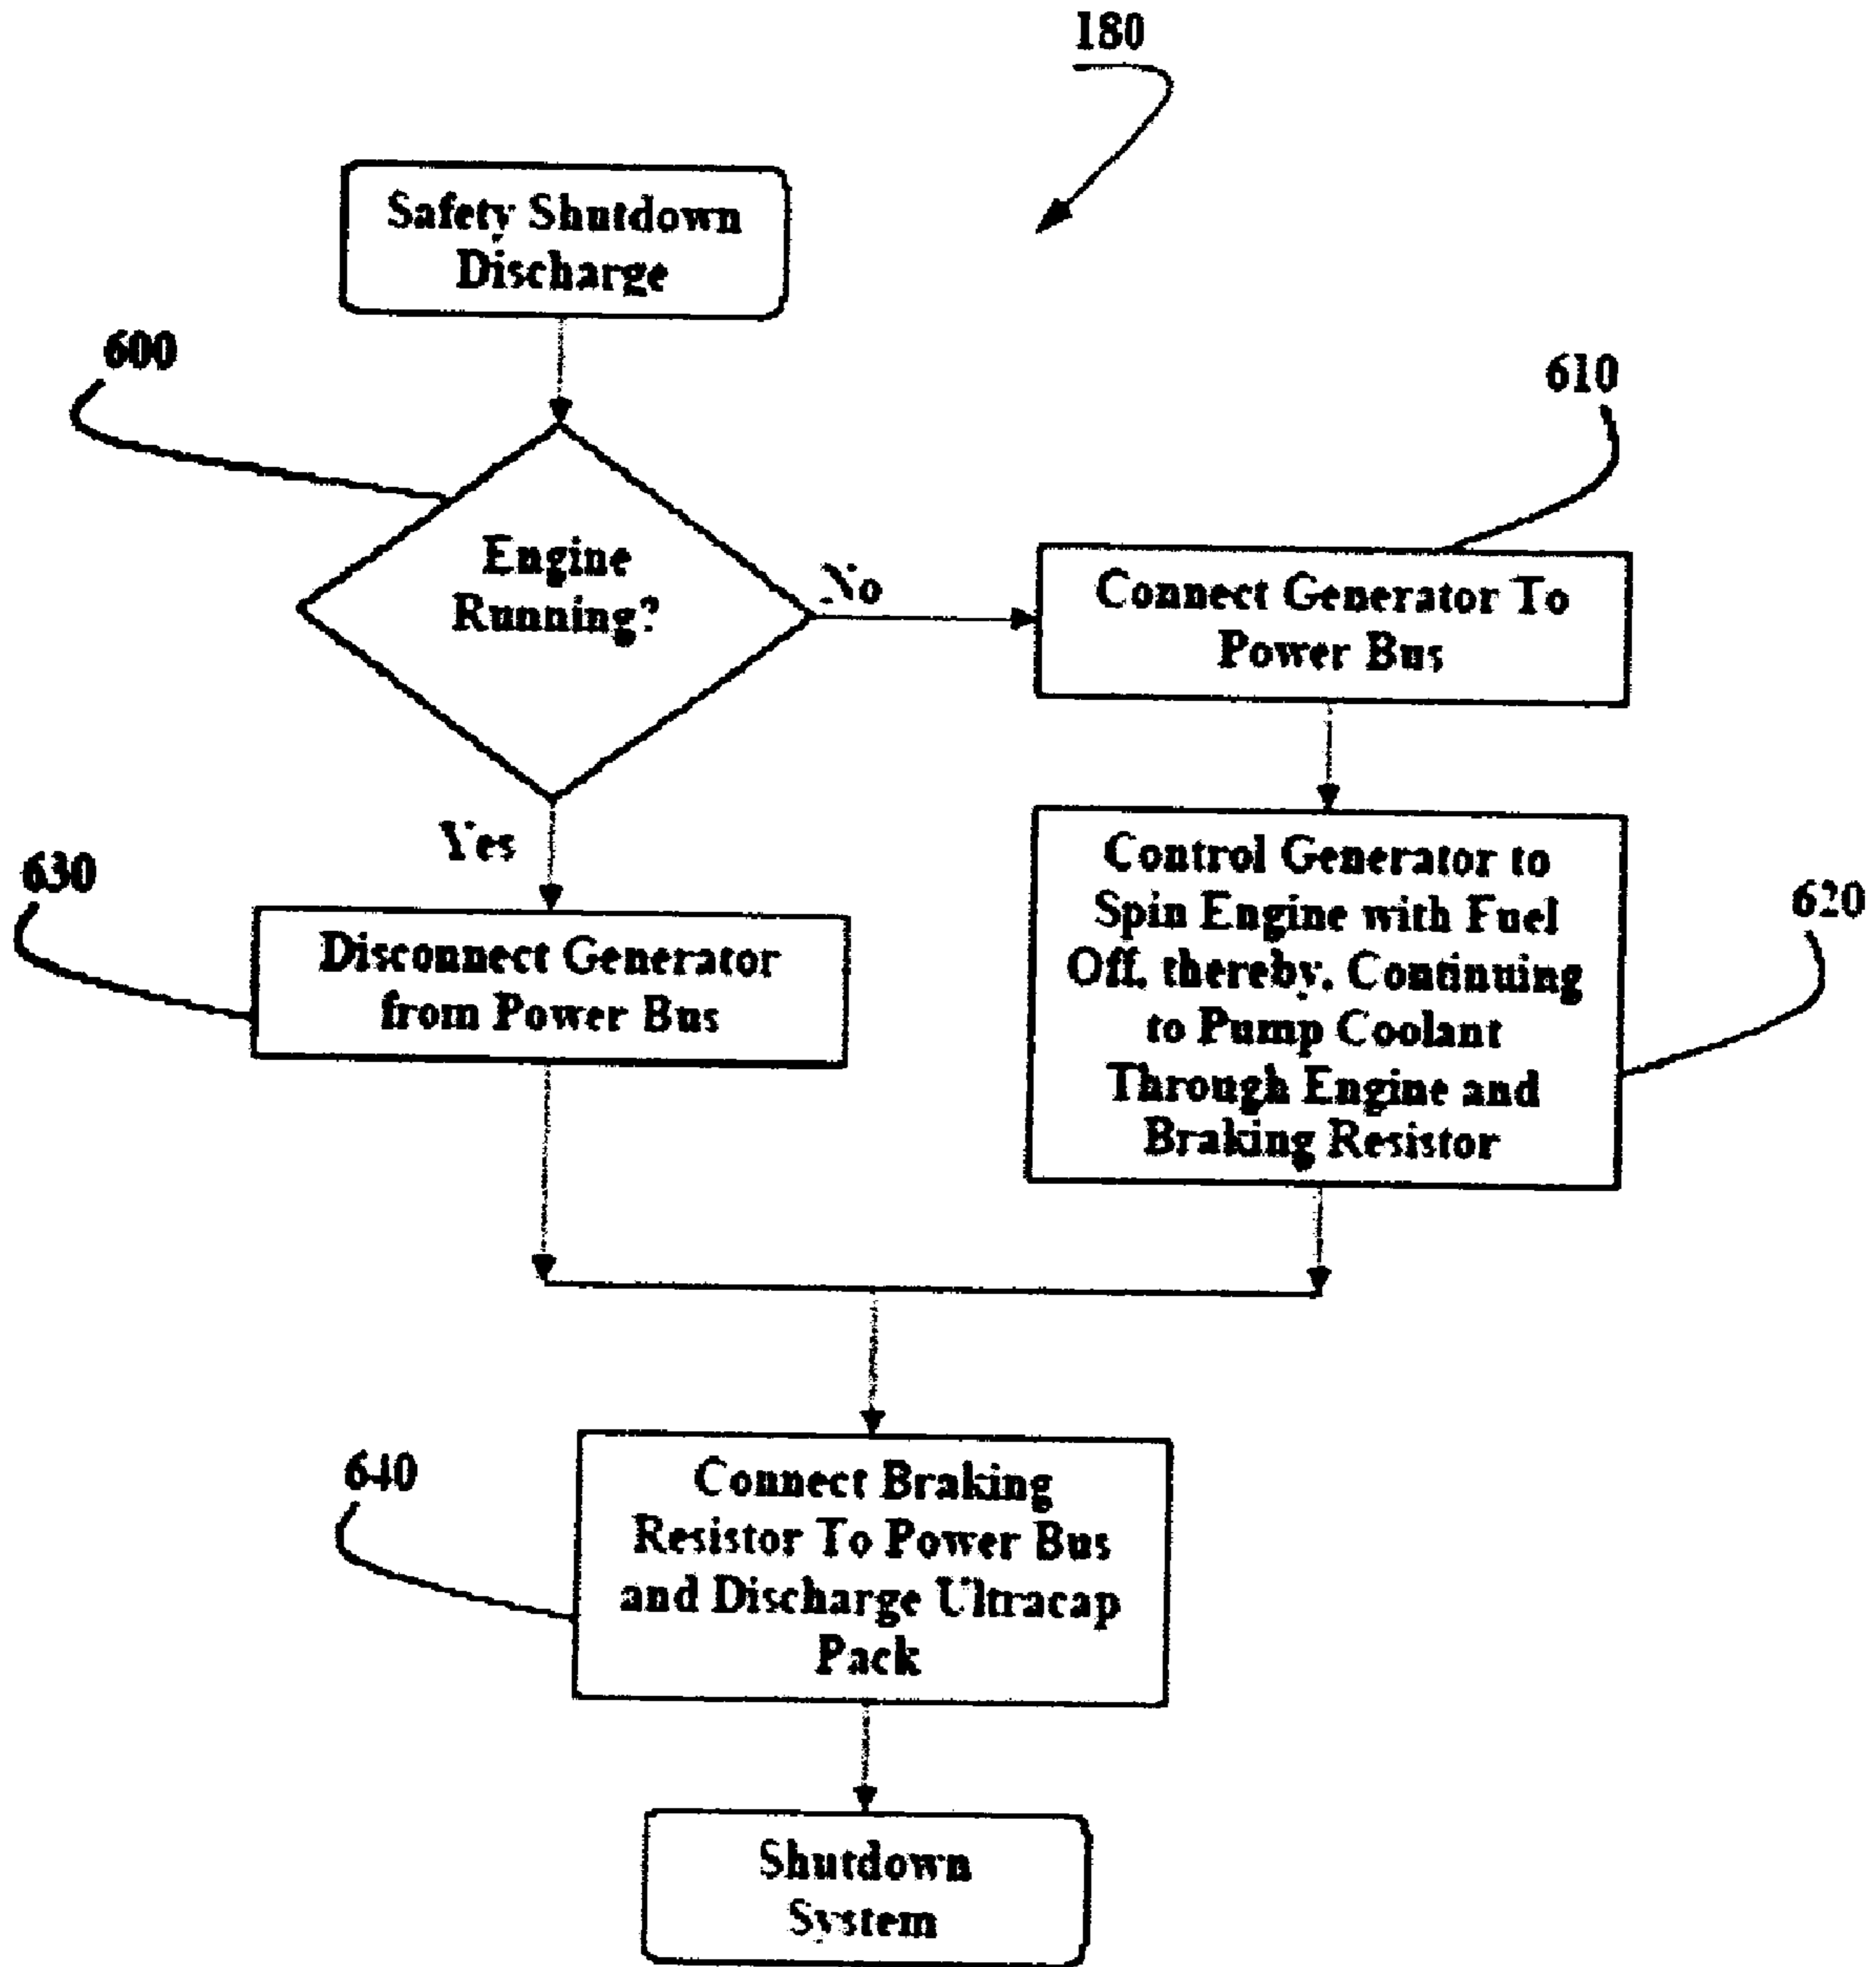 180
Safety Shutdown
Discharge
600
610
Engine
Running?
No
Connect Generator To
Power Bus
Yes
630
Disconnect Generator
from Power Bus
Control Generator to
Spin Engine with Fuel
Off, thereby, Continuing
to Pump Coolant
Through Engine and
Braking Resistor
620
640
Connect Braking
Resistor To Power Bus
and Discharge Ultracap
Pack
Shutdown
System